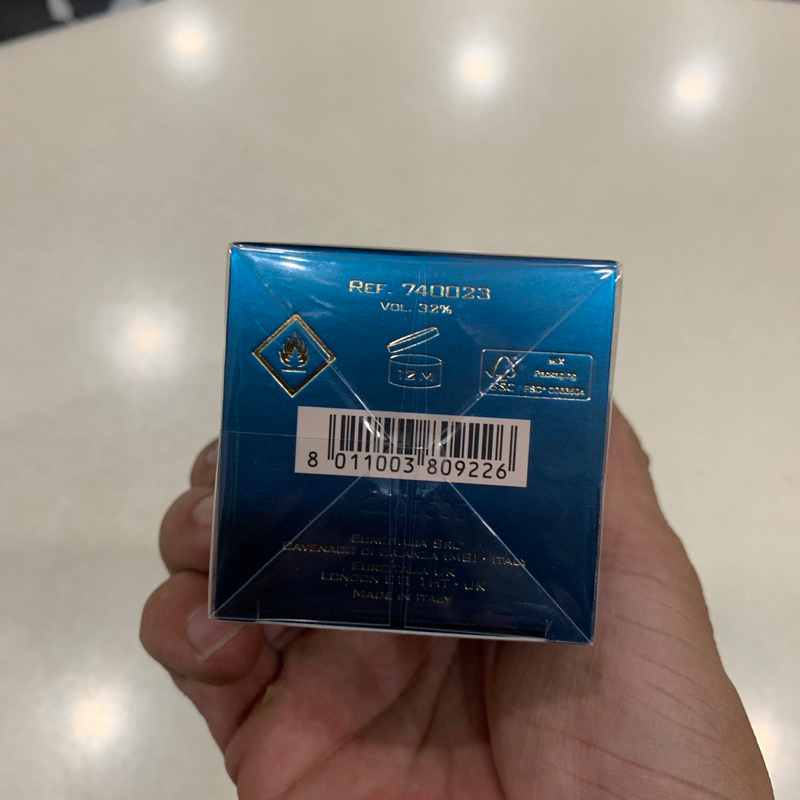 REF. 740023
VOL. 32%
12 M
FSC
MIX
Packaging
8 011003 809226
EUROITALIA SRL
CAVENAGO DI BRIANZA (MB) - ITALY
EUROITALIA UK
LONDON - UK
MADE IN ITALY